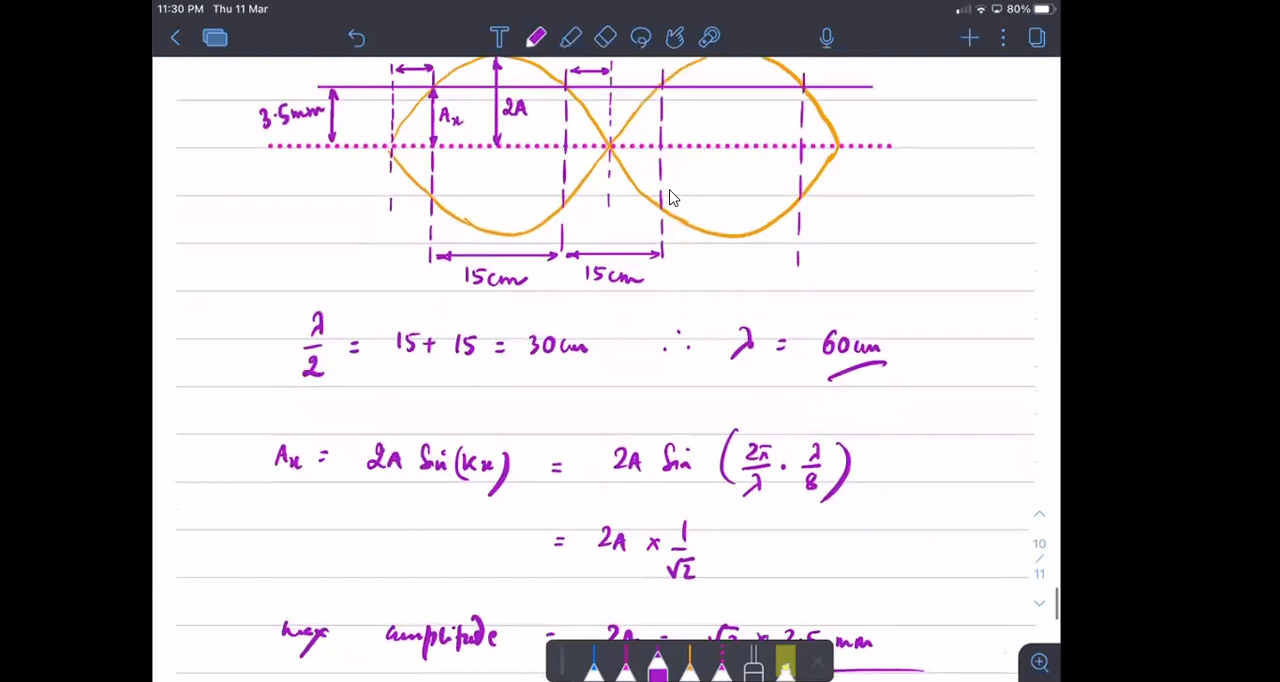 11:30 PM Thu 11 Mar
80%
T
3.5mm
Ax
2A
15cm
15cm
λ/2 = 15 + 15 = 30cm ∴ λ = 60cm
Ax = 2A Sin(Kx) = 2A Sin (2π/λ · λ/8)
= 2A × 1/√2
max amplitude = 2A = √2 × 3.5 mm
10
/
11